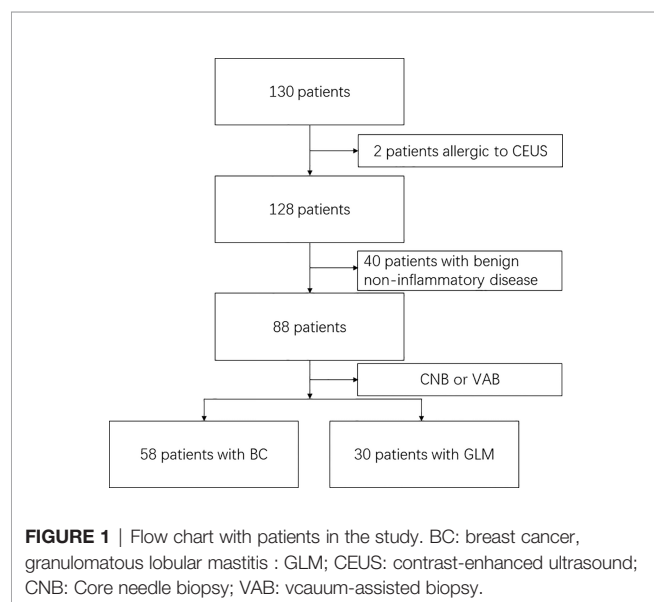 130 patients
2 patients allergic to CEUS
128 patients
40 patients with benign
non-inflammatory disease
88 patients
CNB or VAB
58 patients with BC
30 patients with GLM
FIGURE 1 | Flow chart with patients in the study. BC: breast cancer,
granulomatous lobular mastitis : GLM; CEUS: contrast-enhanced ultrasound;
CNB: Core needle biopsy; VAB: vcauum-assisted biopsy.